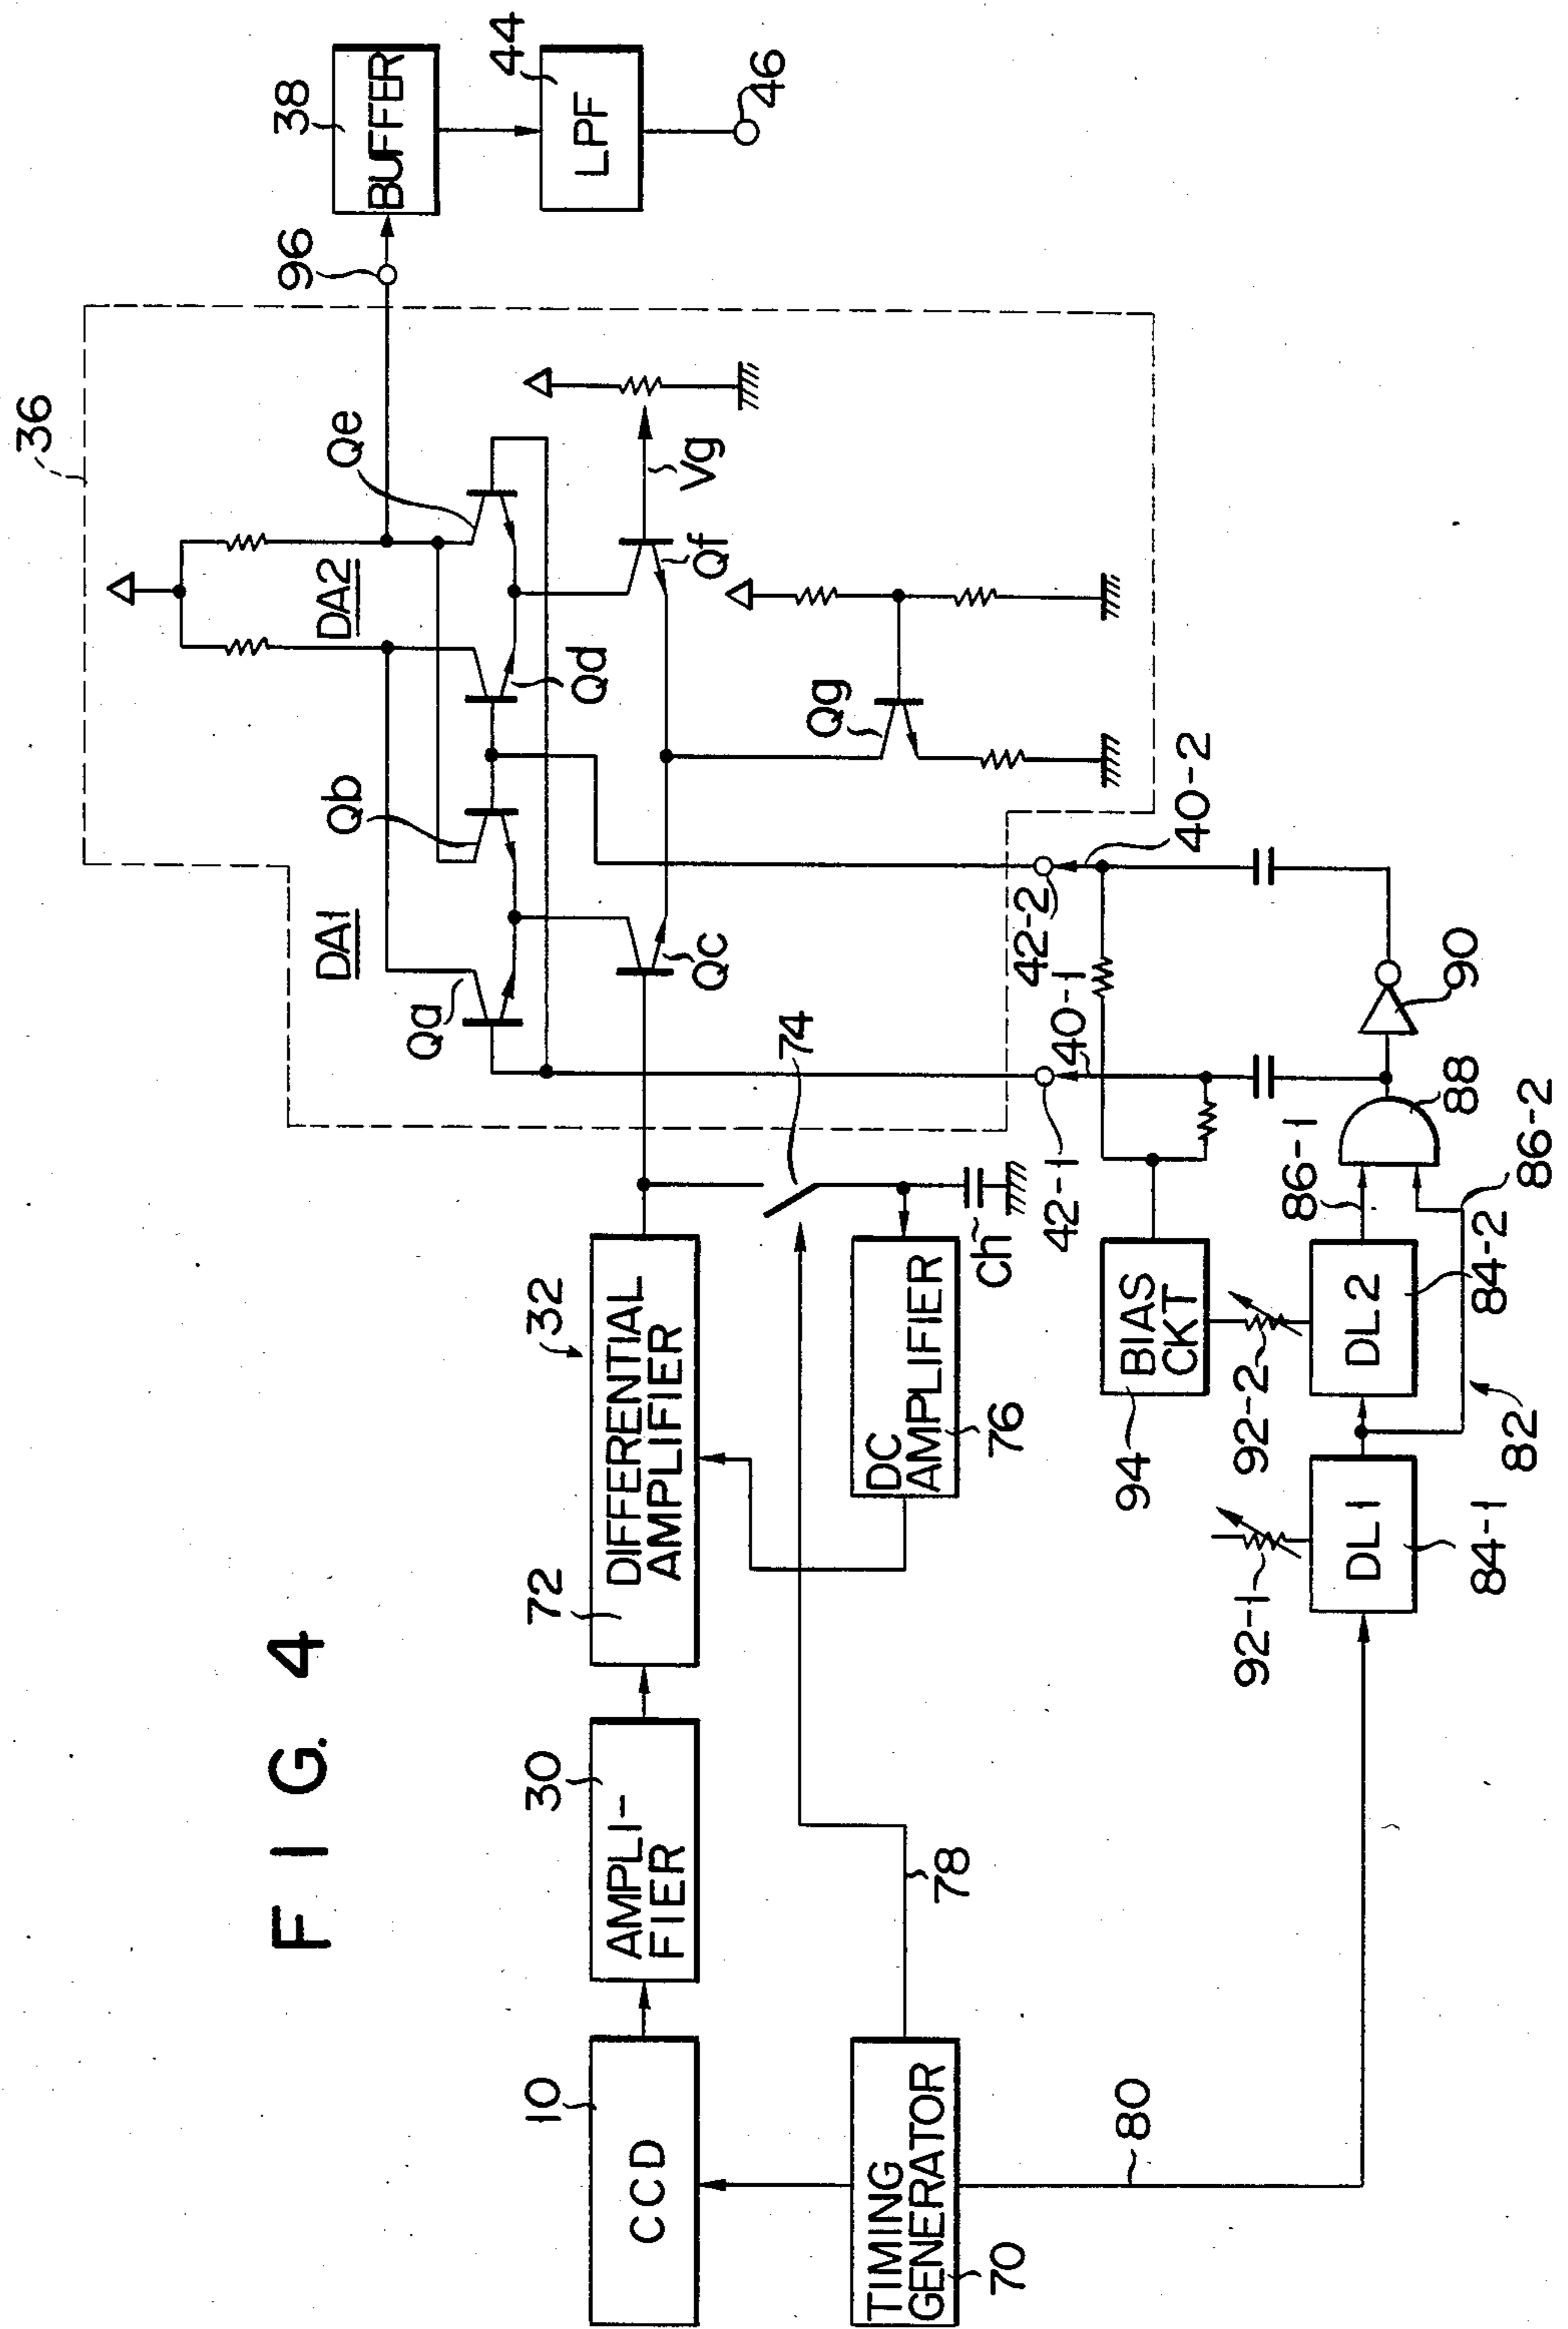 FIG. 4
36
38
BUFFER
44
LPF
46
96
DA1
DA2
Qa
Qb
Qd
Qe
Qc
Qf
Vg
Qg
10
CCD
30
AMPLI-
FIER
72
32
DIFFERENTIAL
AMPLIFIER
74
Ch
DC
AMPLIFIER
76
78
TIMING
GENERATOR
70
80
42-1
40-1
42-2
40-2
BIAS
CKT
94
92-1
92-2
DL1
84-1
DL2
84-2
82
86-1
86-2
88
90